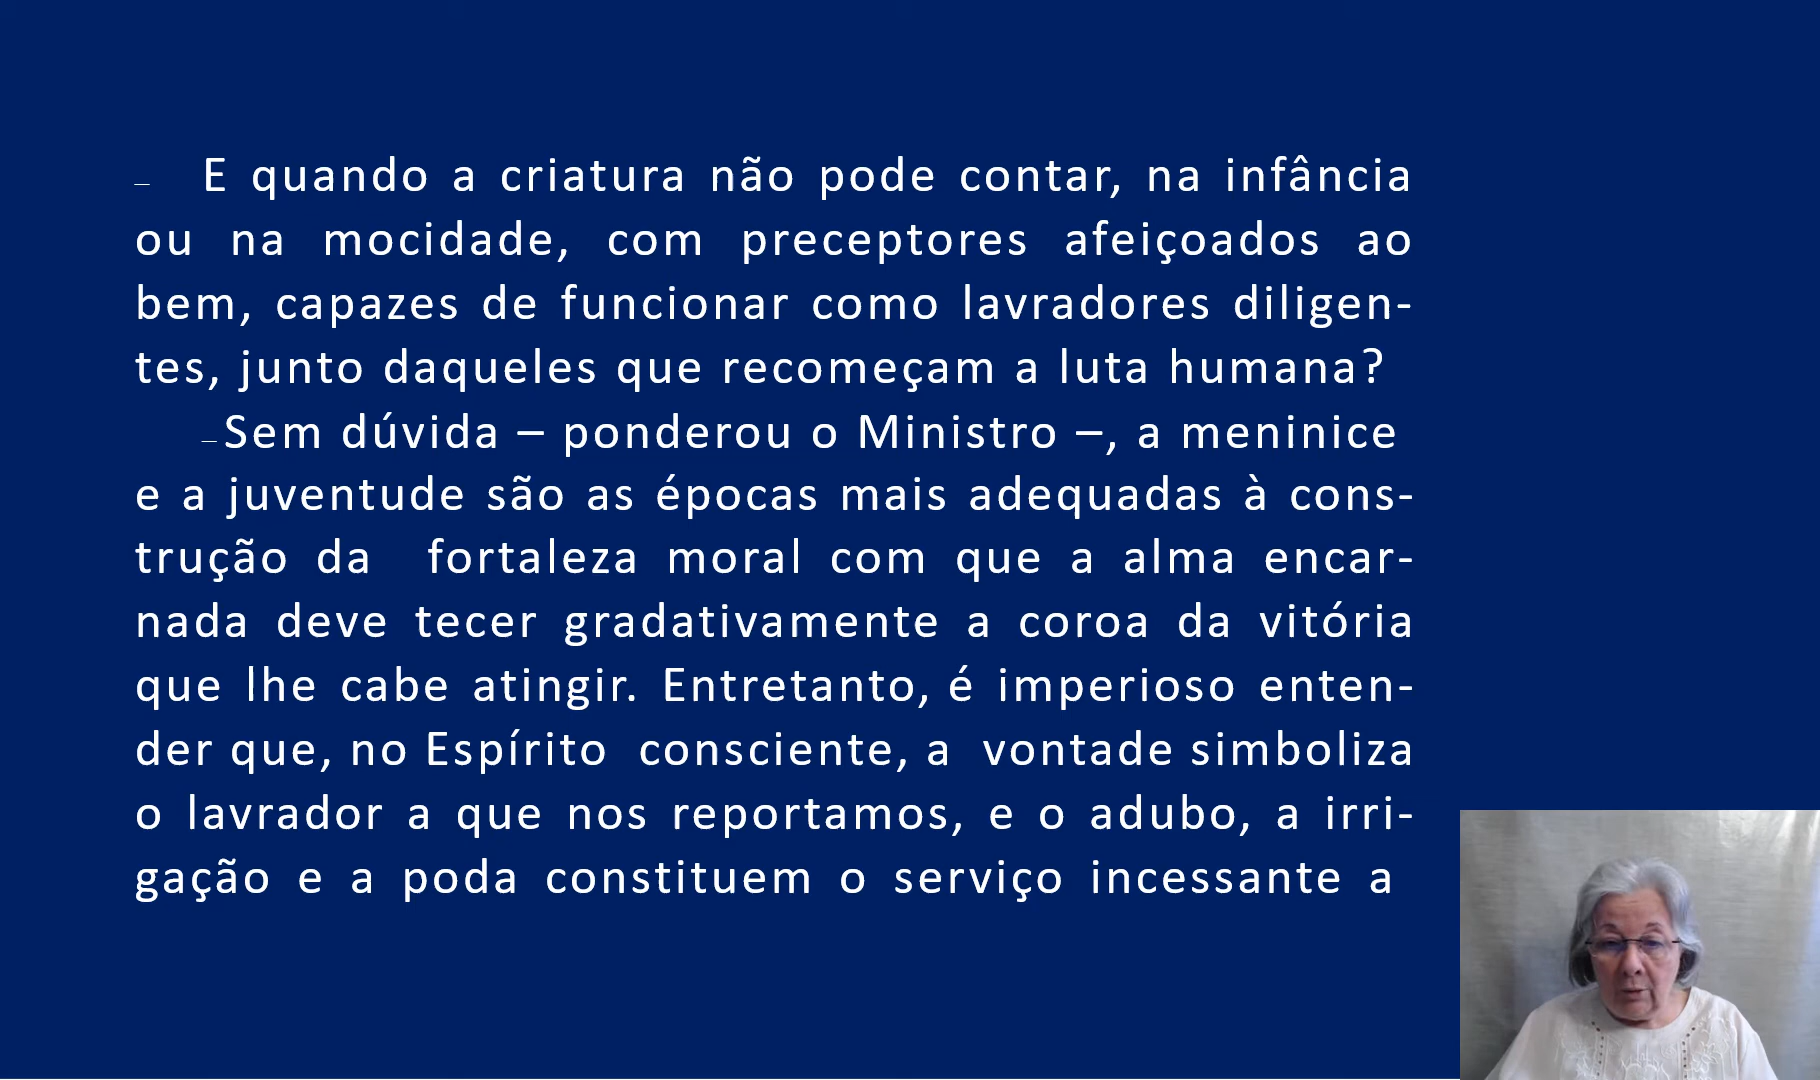 – E quando a criatura não pode contar, na infância
ou na mocidade, com preceptores afeiçoados ao
bem, capazes de funcionar como lavradores diligen-
tes, junto daqueles que recomeçam a luta humana?
–Sem dúvida – ponderou o Ministro –, a meninice
e a juventude são as épocas mais adequadas à cons-
trução da fortaleza moral com que a alma encar-
nada deve tecer gradativamente a coroa da vitória
que lhe cabe atingir. Entretanto, é imperioso enten-
der que, no Espírito consciente, a vontade simboliza
o lavrador a que nos reportamos, e o adubo, a irri-
gação e a poda constituem o serviço incessante a